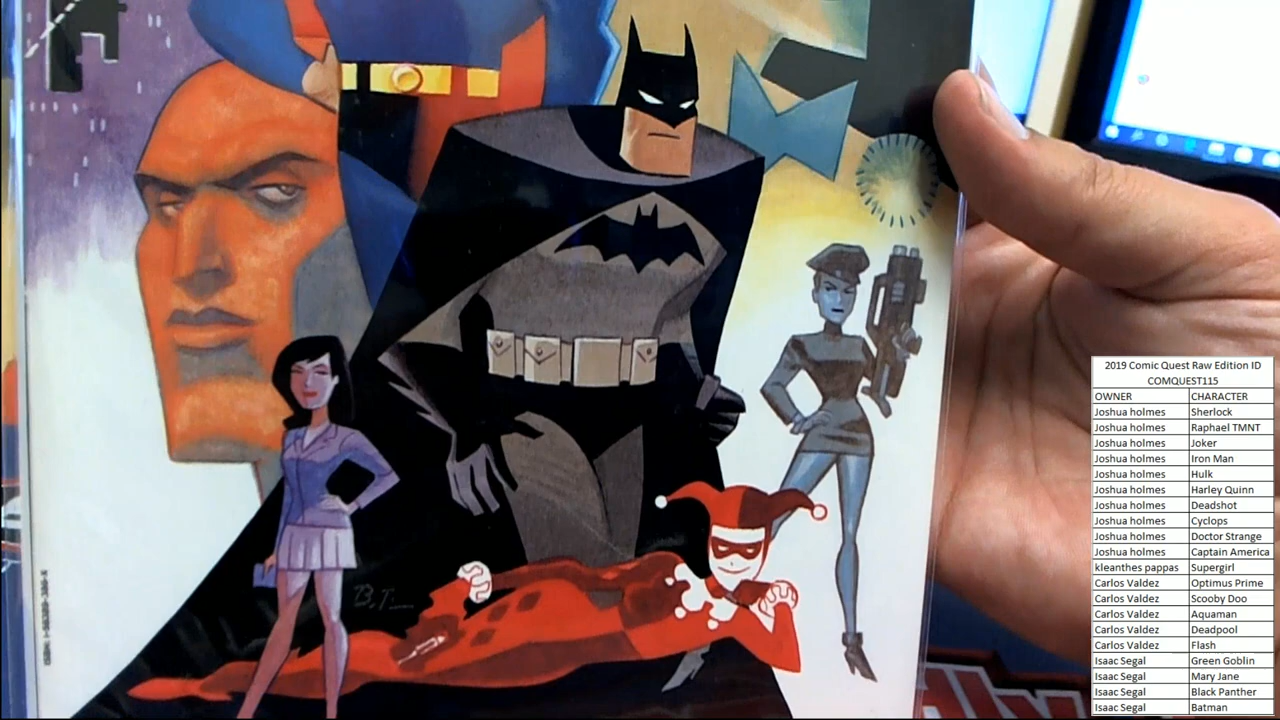 2019 Comic Quest Raw Edition ID
COMQUEST115
OWNER CHARACTER
Joshua holmes Sherlock
Joshua holmes Raphael TMNT
Joshua holmes Joker
Joshua holmes Iron Man
Joshua holmes Hulk
Joshua holmes Harley Quinn
Joshua holmes Deadshot
Joshua holmes Cyclops
Joshua holmes Doctor Strange
Joshua holmes Captain America
kleanthes pappas Supergirl
Carlos Valdez Optimus Prime
Carlos Valdez Scooby Doo
Carlos Valdez Aquaman
Carlos Valdez Deadpool
Carlos Valdez Flash
Isaac Segal Green Goblin
Isaac Segal Mary Jane
Isaac Segal Black Panther
Isaac Segal Batman
B.T.